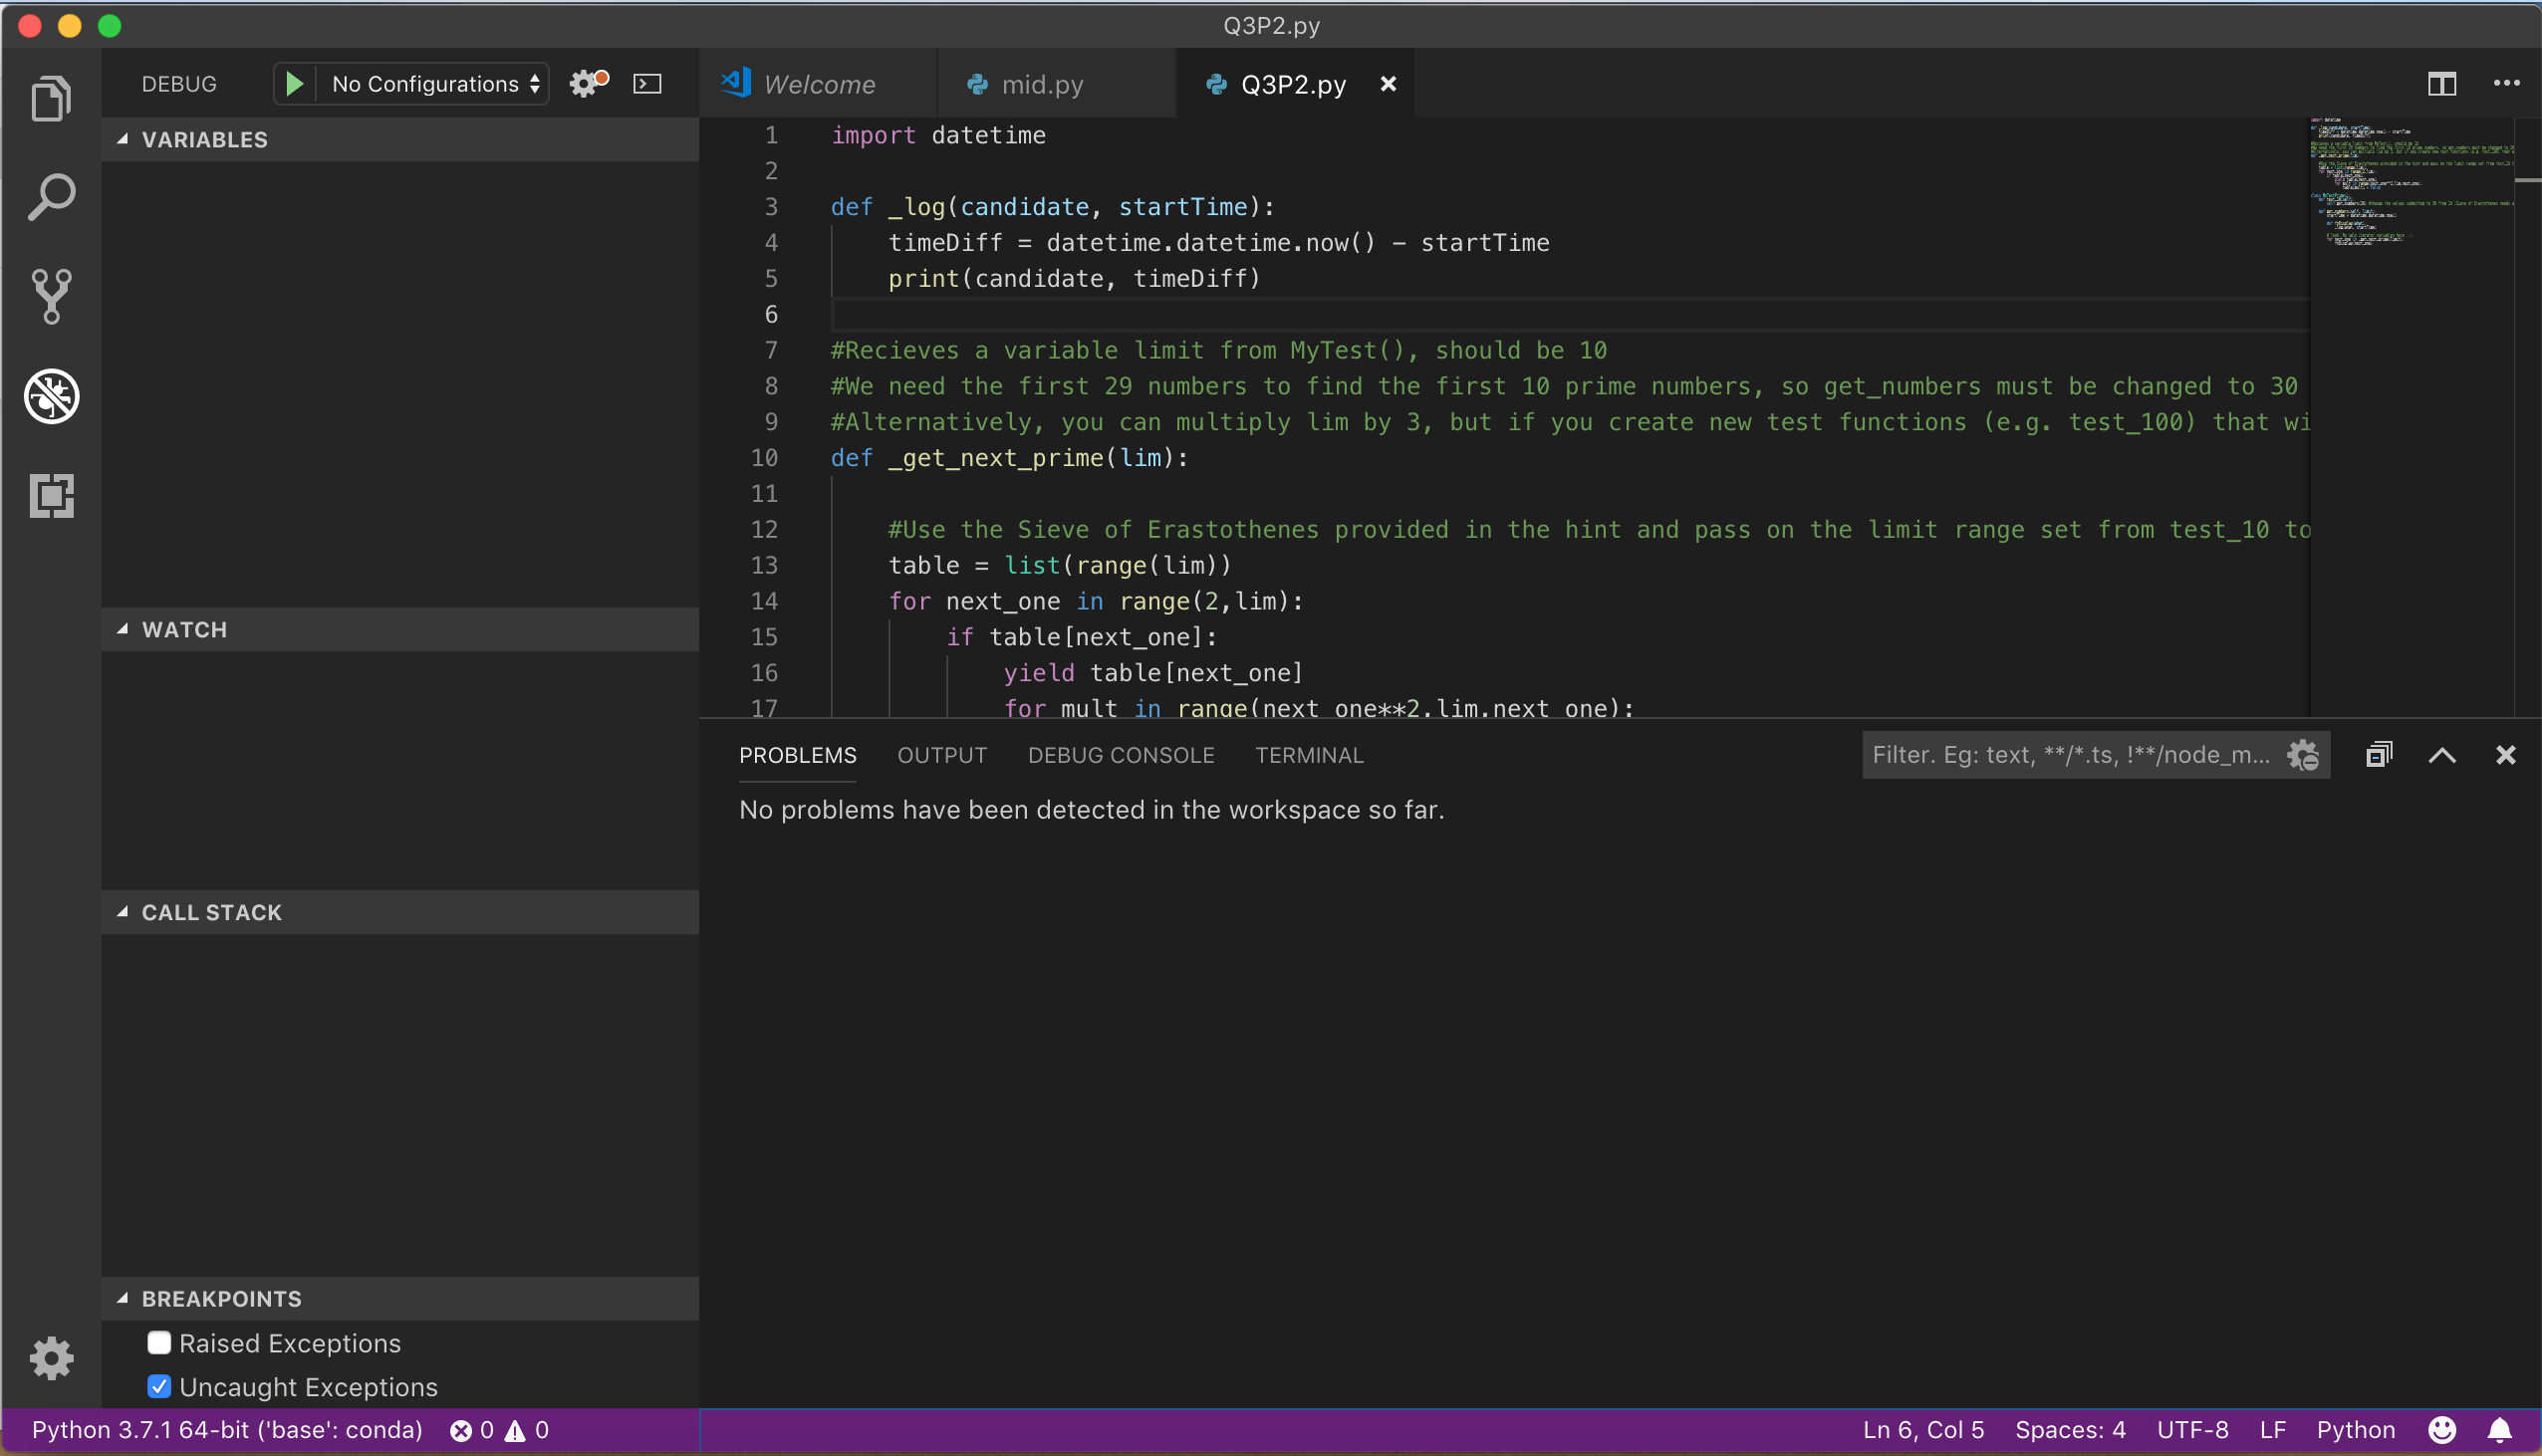 Q3P2.py
DEBUG
No Configurations
Welcome
mid.py
Q3P2.py
VARIABLES
WATCH
CALL STACK
BREAKPOINTS
Raised Exceptions
Uncaught Exceptions
1 import datetime
2
3 def _log(candidate, startTime):
4 timeDiff = datetime.datetime.now() - startTime
5 print(candidate, timeDiff)
6
7 #Recieves a variable limit from MyTest(), should be 10
8 #We need the first 29 numbers to find the first 10 prime numbers, so get_numbers must be changed to 30
9 #Alternatively, you can multiply lim by 3, but if you create new test functions (e.g. test_100) that wi
10 def _get_next_prime(lim):
11
12 #Use the Sieve of Erastothenes provided in the hint and pass on the limit range set from test_10 to
13 table = list(range(lim))
14 for next_one in range(2,lim):
15 if table[next_one]:
16 yield table[next_one]
17 for mult in range(next_one**2,lim,next_one):
PROBLEMS
OUTPUT
DEBUG CONSOLE
TERMINAL
Filter. Eg: text, **/*.ts, !**/node_m...
No problems have been detected in the workspace so far.
Python 3.7.1 64-bit ('base': conda)
0
0
Ln 6, Col 5
Spaces: 4
UTF-8
LF
Python